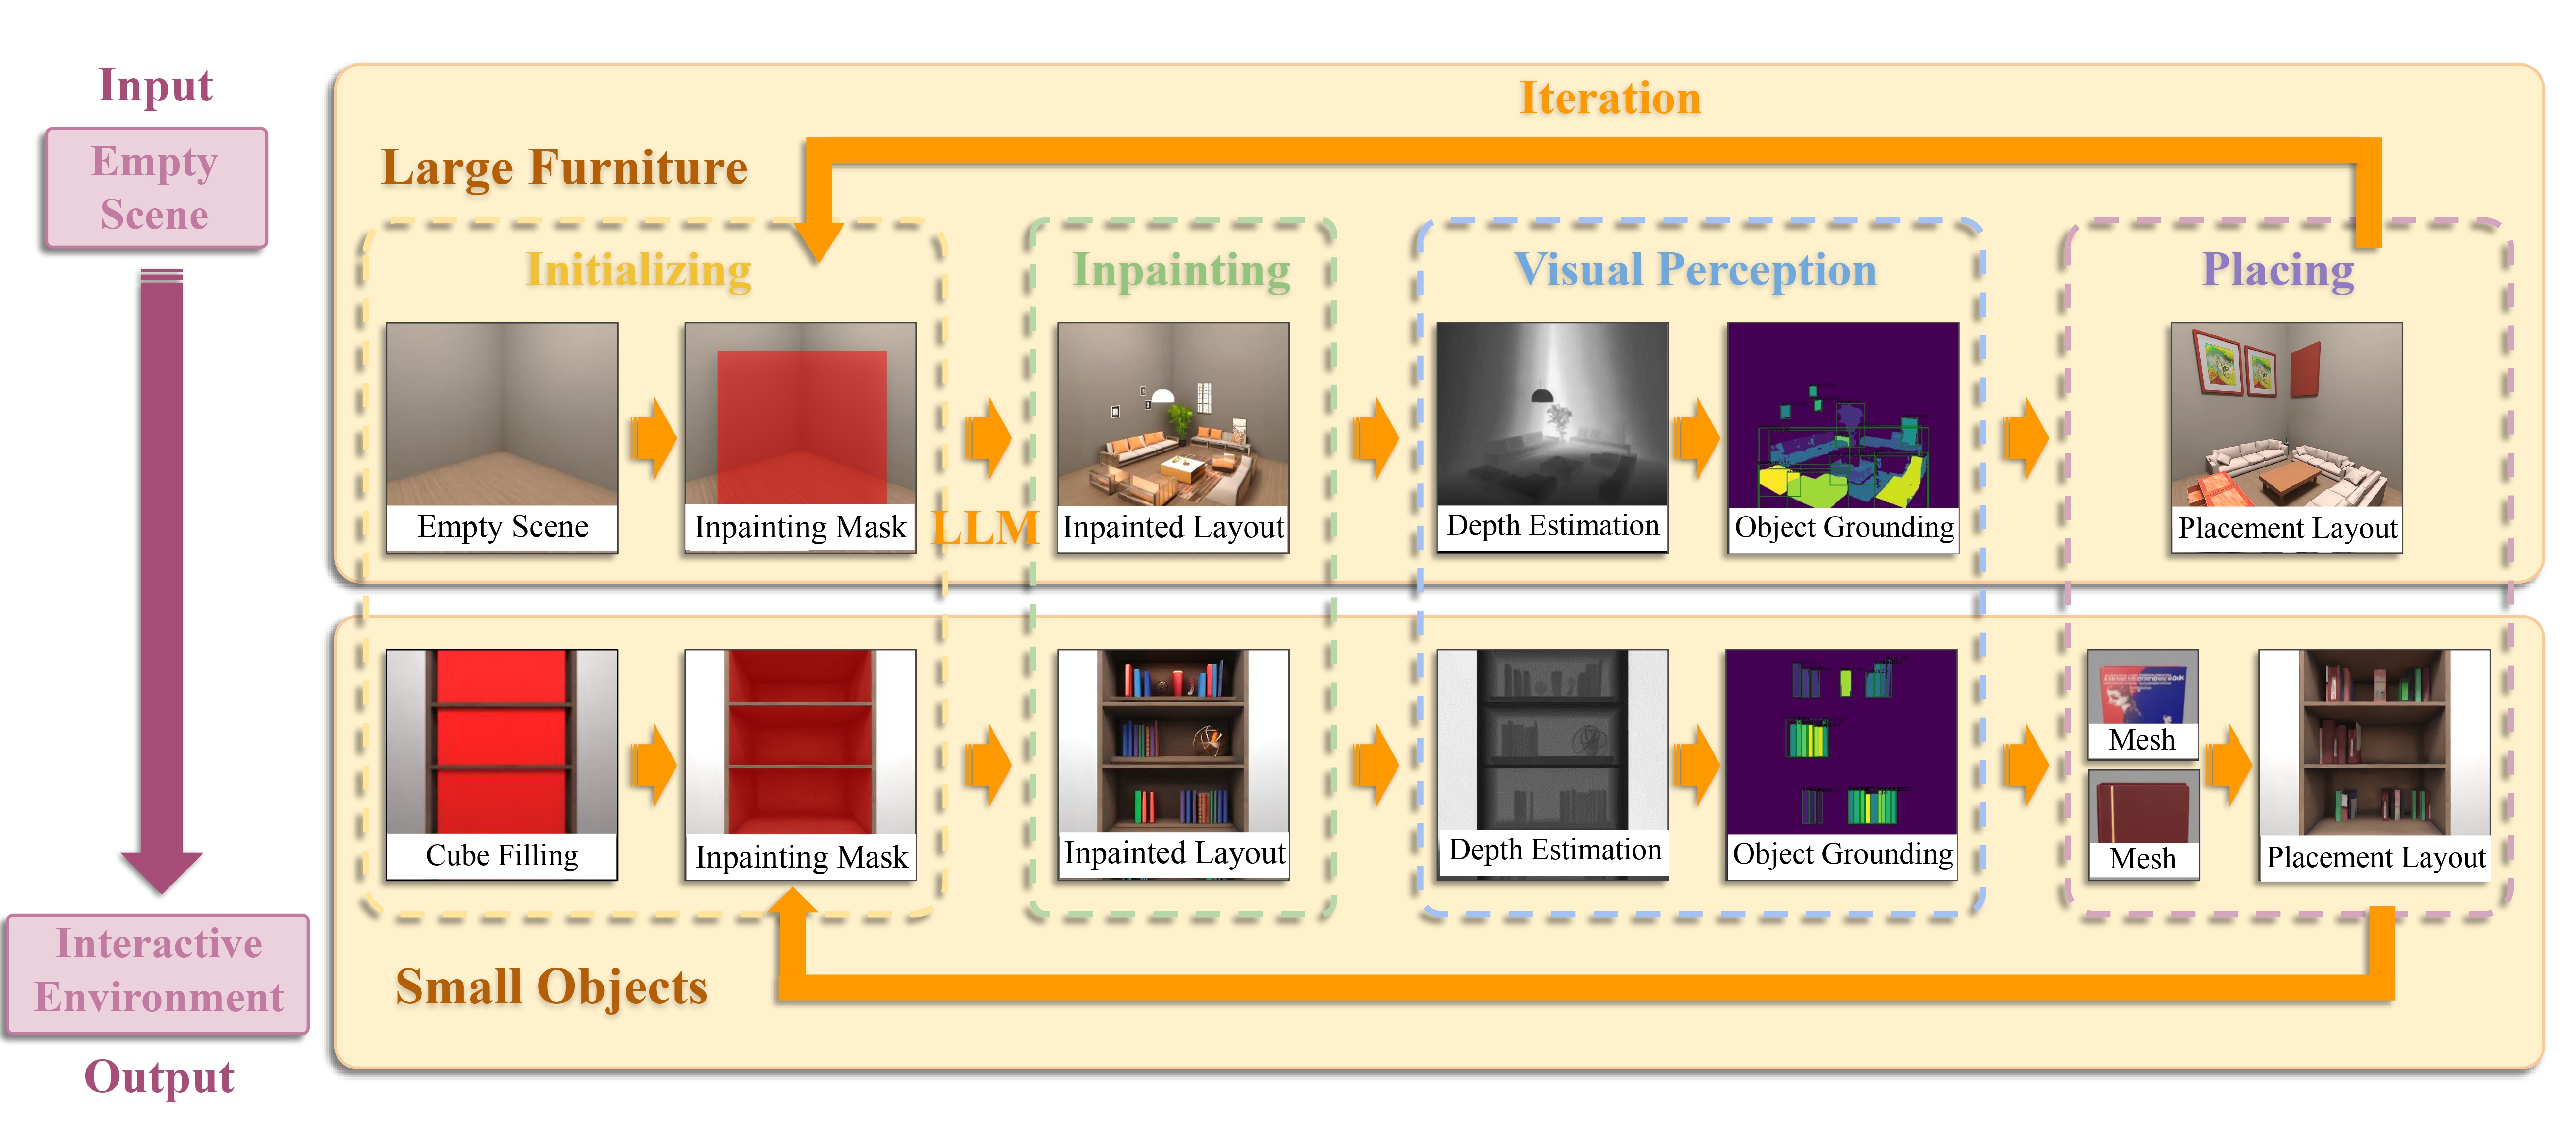 Input
Empty
Scene
Interactive
Environment
Output
Iteration
Large Furniture
Initializing
Inpainting
Visual Perception
Placing
Empty Scene
Inpainting Mask
LLM
Inpainted Layout
Depth Estimation
Object Grounding
Placement Layout
Cube Filling
Inpainting Mask
Inpainted Layout
Depth Estimation
Object Grounding
Mesh
Mesh
Placement Layout
Small Objects